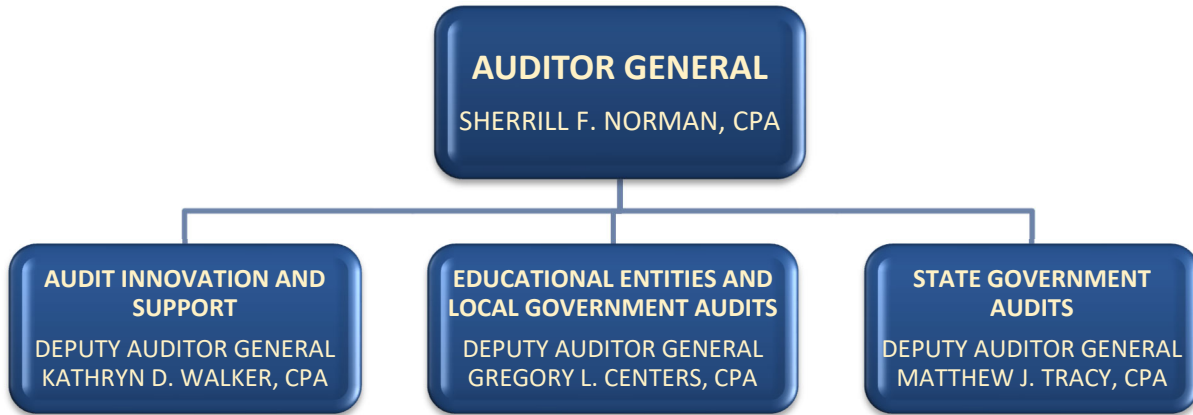 AUDITOR GENERAL
SHERRILL F. NORMAN, CPA
AUDIT INNOVATION AND
SUPPORT
DEPUTY AUDITOR GENERAL
KATHRYN D. WALKER, CPA
EDUCATIONAL ENTITIES AND
LOCAL GOVERNMENT AUDITS
DEPUTY AUDITOR GENERAL
GREGORY L. CENTERS, CPA
STATE GOVERNMENT
AUDITS
DEPUTY AUDITOR GENERAL
MATTHEW J. TRACY, CPA